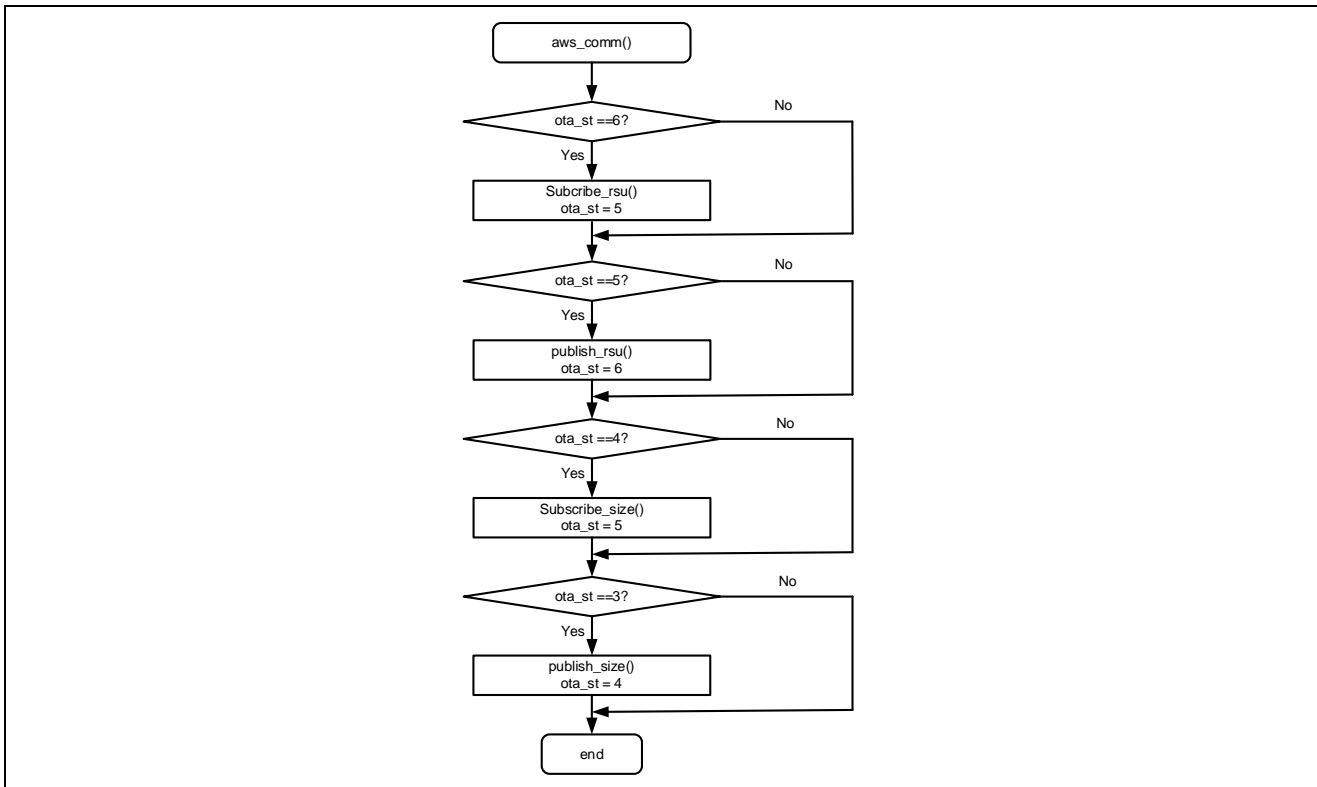 aws_comm()
ota_st ==6?
No
Yes
Subcribe_rsu()
ota_st = 5
ota_st ==5?
No
Yes
publish_rsu()
ota_st = 6
ota_st ==4?
No
Yes
Subscribe_size()
ota_st = 5
ota_st ==3?
No
Yes
publish_size()
ota_st = 4
end